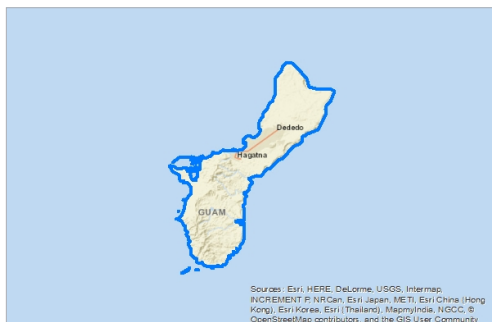 Dededo
Hagatna
GUAM
Sources: Esri, HERE, DeLorme, USGS, Intermap,
INCREMENT P, NRCan, Esri Japan, METI, Esri China (Hong
Kong), Esri Korea, Esri (Thailand), MapmyIndia, NGCC, ©
OpenStreetMap contributors, and the GIS User Community